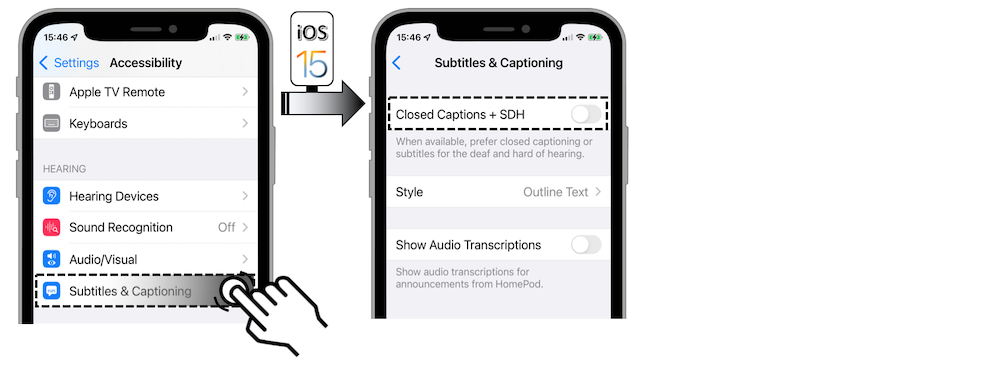 15:46
Settings Accessibility
Apple TV Remote
Keyboards
HEARING
Hearing Devices
Sound Recognition Off
Audio/Visual
Subtitles & Captioning
iOS
15
15:46
Subtitles & Captioning
Closed Captions + SDH
When available, prefer closed captioning or
subtitles for the deaf and hard of hearing.
Style Outline Text
Show Audio Transcriptions
Show audio transcriptions for
announcements from HomePod.